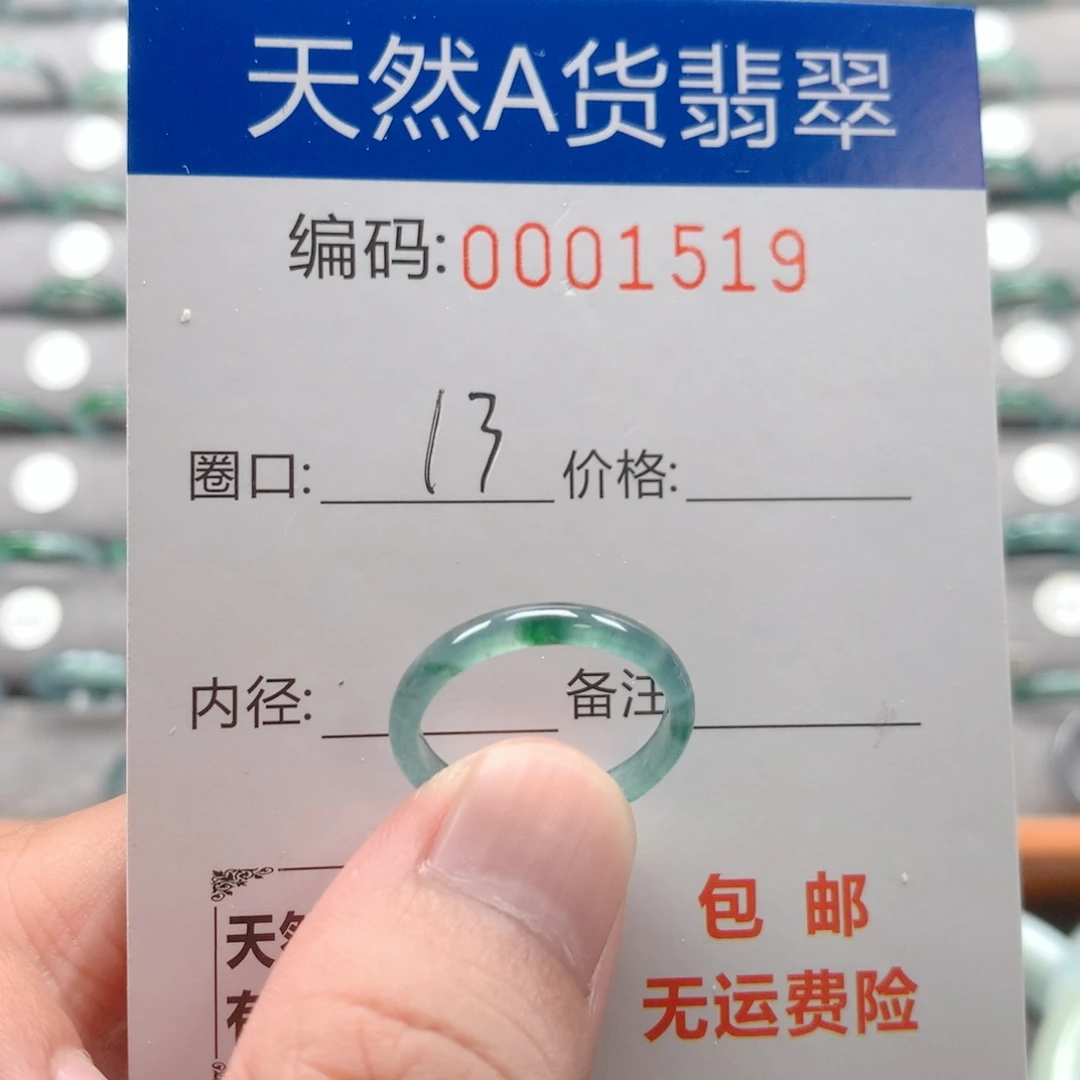 天然A货翡翠
编码:0001519
圈口: 13 价格:
内径: 备注
包 邮
无运费险
天